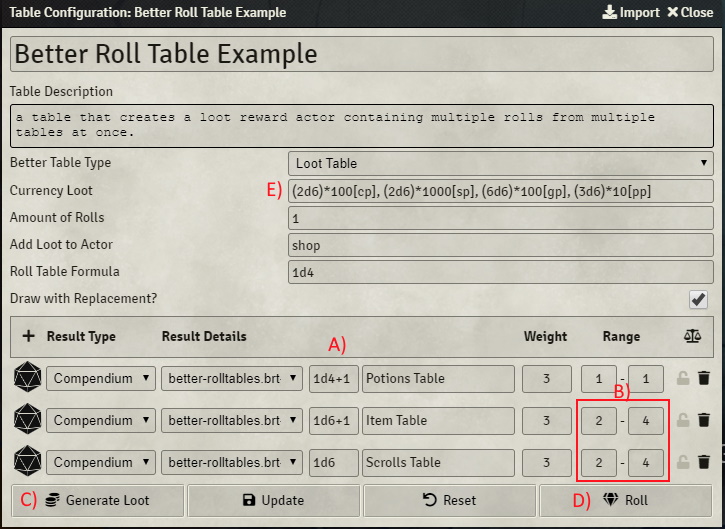 Table Configuration: Better Roll Table Example Import Close
Better Roll Table Example
Table Description
a table that creates a loot reward actor containing multiple rolls from multiple
tables at once.
Better Table Type Loot Table
Currency Loot E) (2d6)*100[cp], (2d6)*1000[sp], (6d6)*100[gp], (3d6)*10[pp]
Amount of Rolls 1
Add Loot to Actor shop
Roll Table Formula 1d4
Draw with Replacement?
+ Result Type Result Details A) Weight Range
Compendium better-rolltables.brt- 1d4+1 Potions Table 3 1 - 1
B)
Compendium better-rolltables.brt- 1d6+1 Item Table 3 2 - 4
Compendium better-rolltables.brt- 1d6 Scrolls Table 3 2 - 4
C) Generate Loot Update Reset D) Roll